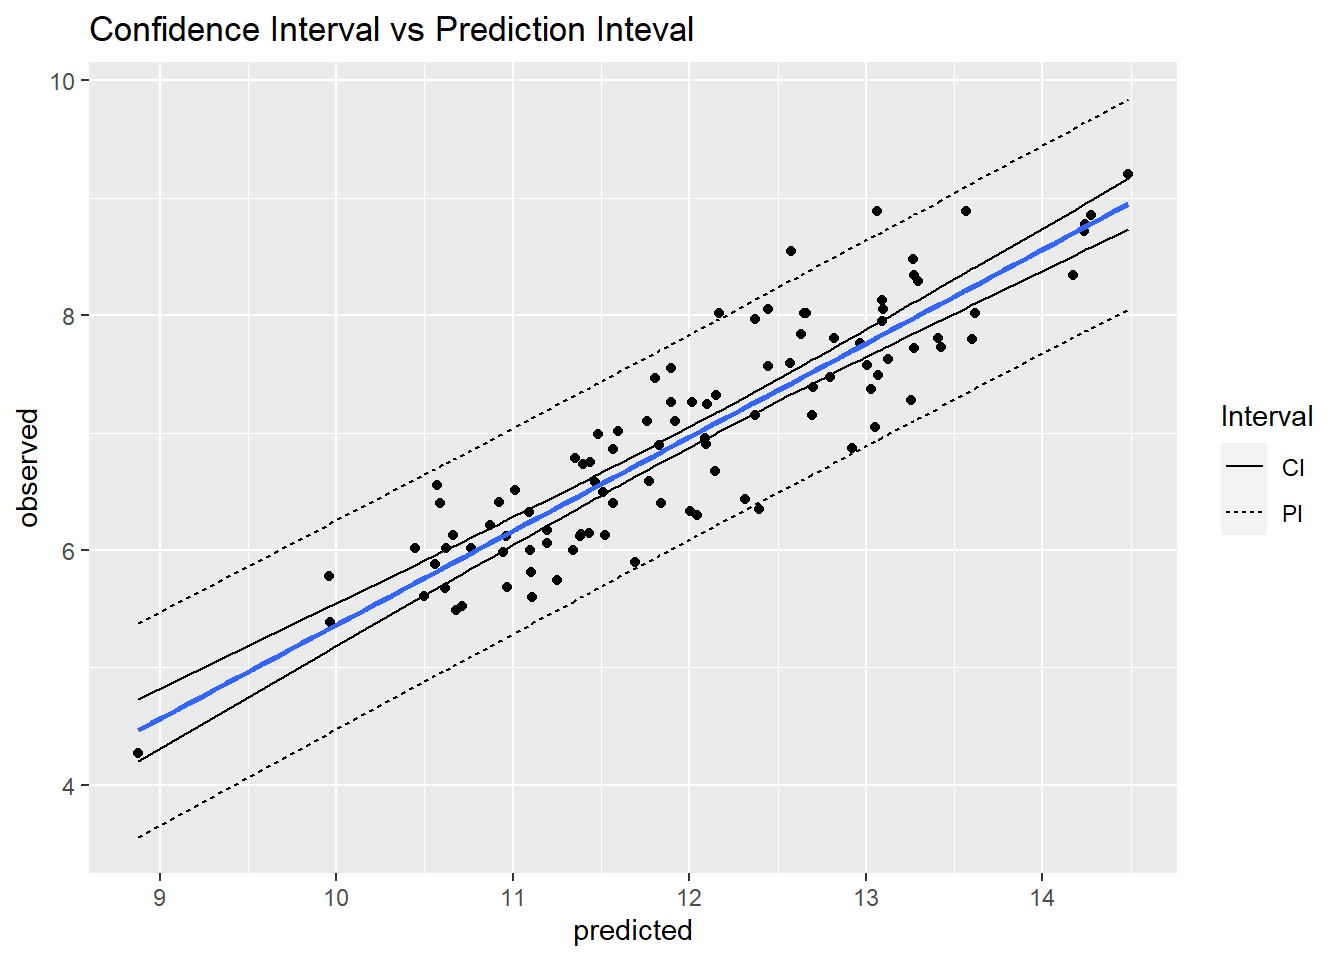 Confidence Interval vs Prediction Inteval
10
8
6
4
observed
9 10 11 12 13 14
predicted
Interval
CI
PI